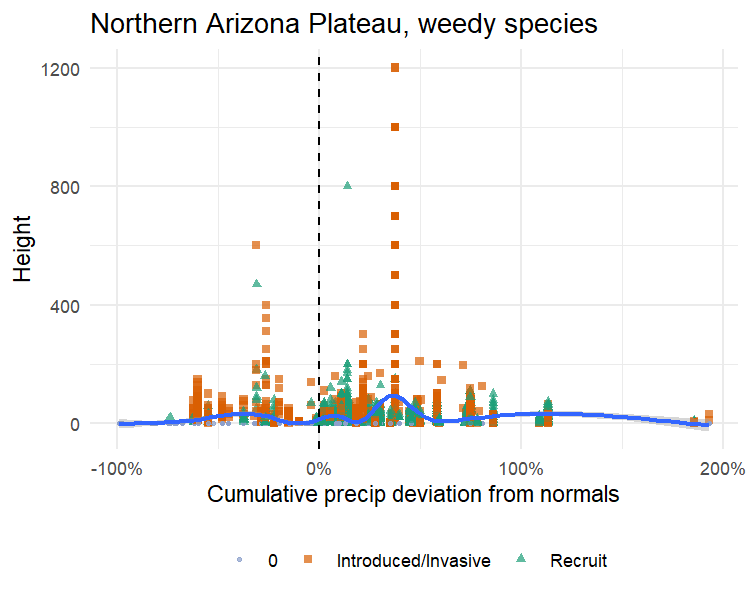 Northern Arizona Plateau, weedy species
1200
800
400
0
Height
-100% 0% 100% 200%
Cumulative precip deviation from normals
0 Introduced/Invasive Recruit